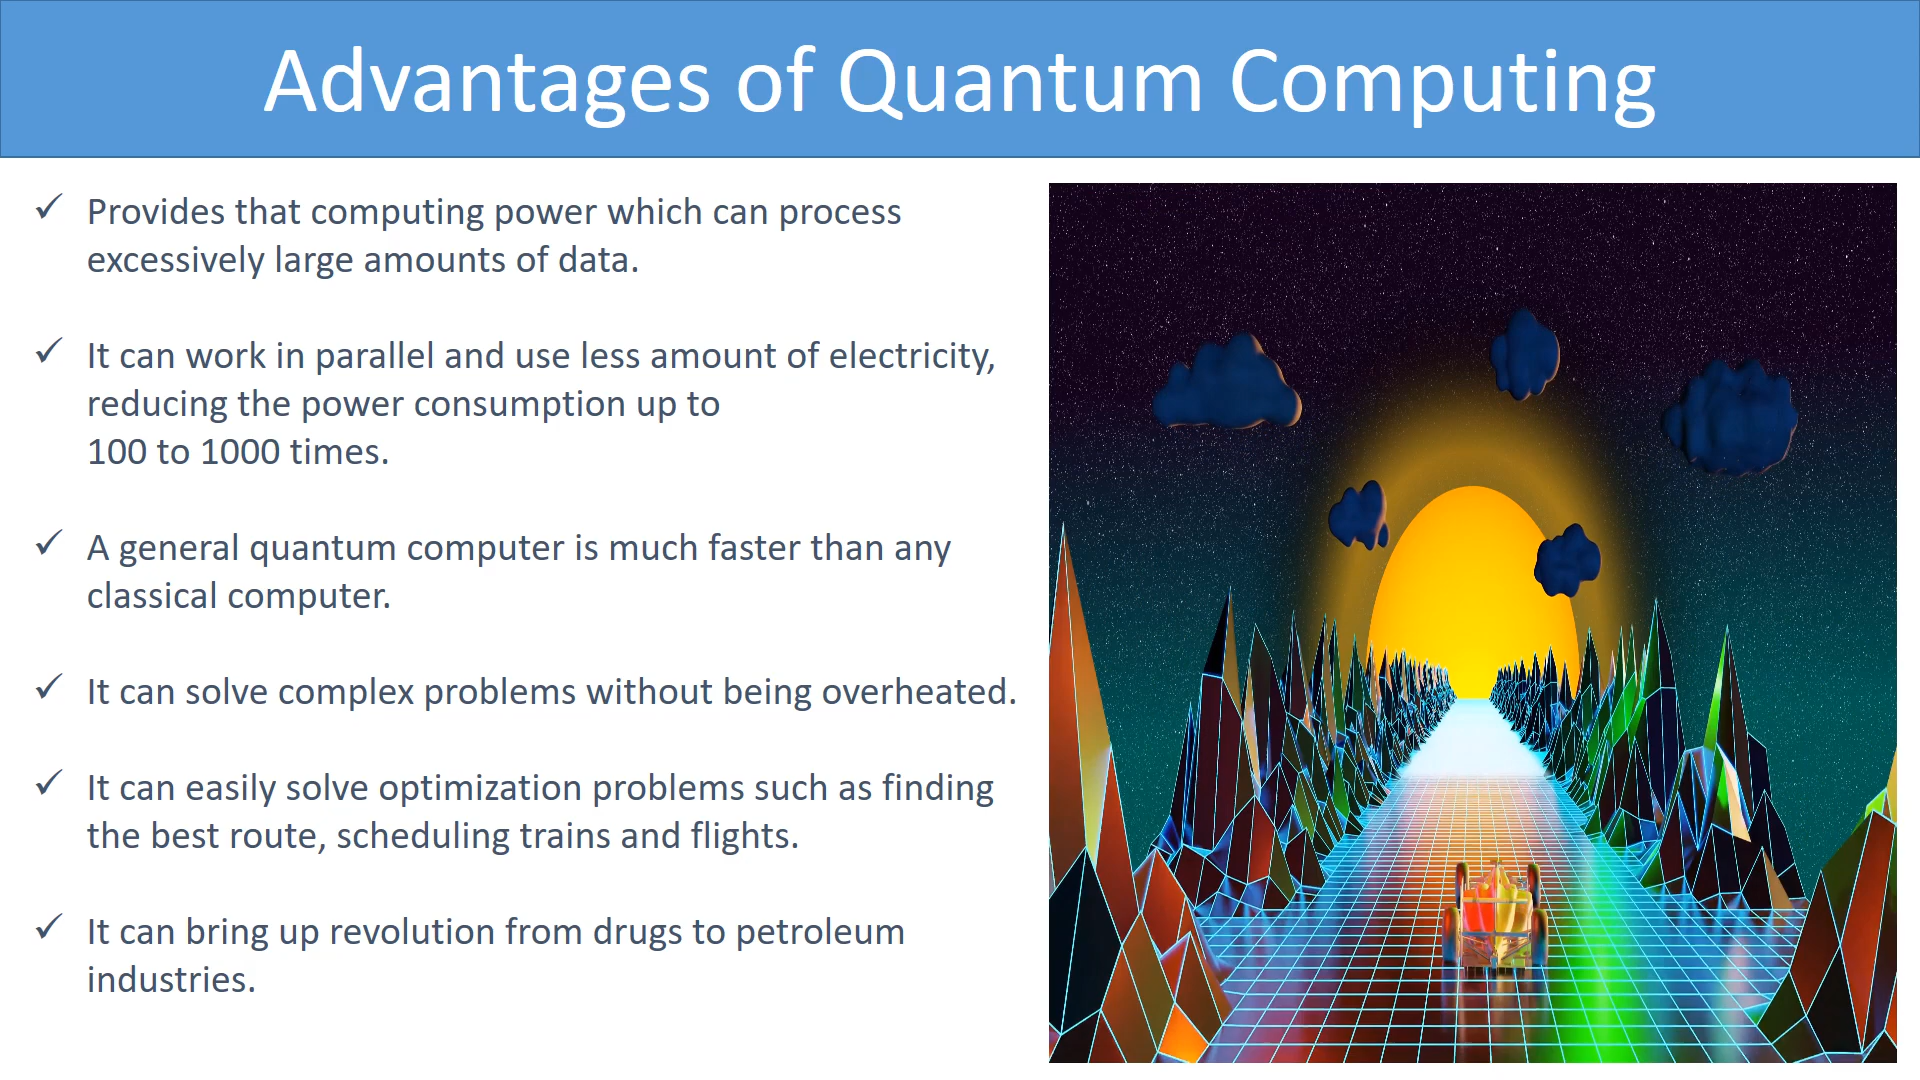 Advantages of Quantum Computing
✓ Provides that computing power which can process
excessively large amounts of data.
✓ It can work in parallel and use less amount of electricity,
reducing the power consumption up to
100 to 1000 times.
✓ A general quantum computer is much faster than any
classical computer.
✓ It can solve complex problems without being overheated.
✓ It can easily solve optimization problems such as finding
the best route, scheduling trains and flights.
✓ It can bring up revolution from drugs to petroleum
industries.